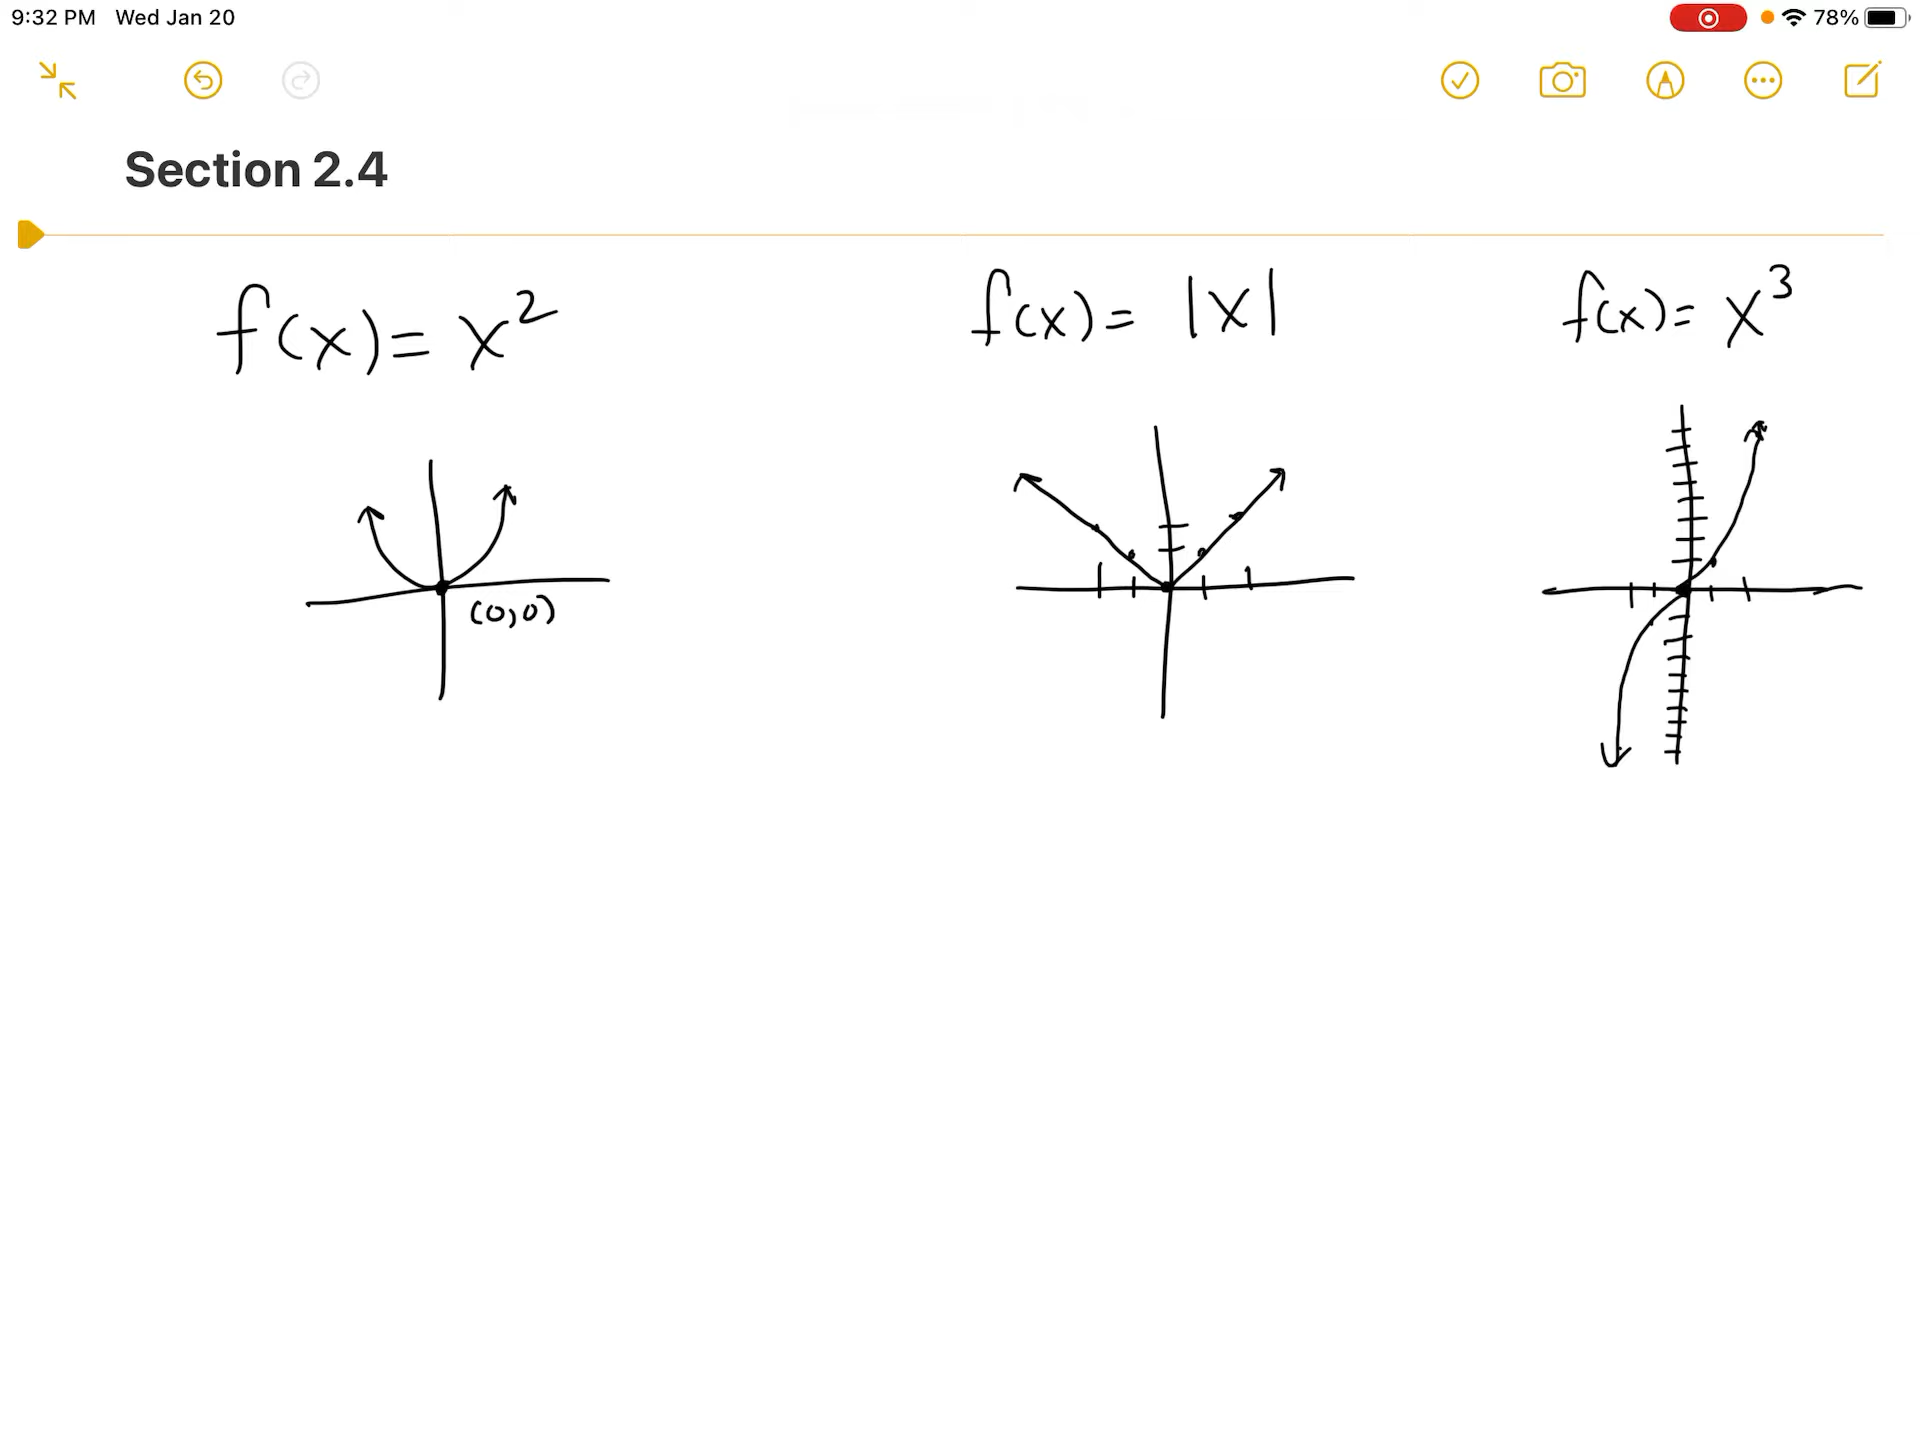 9:32 PM Wed Jan 20 78%
Section 2.4
f(x) = x² f(x) = |x| f(x) = x³
(0,0)